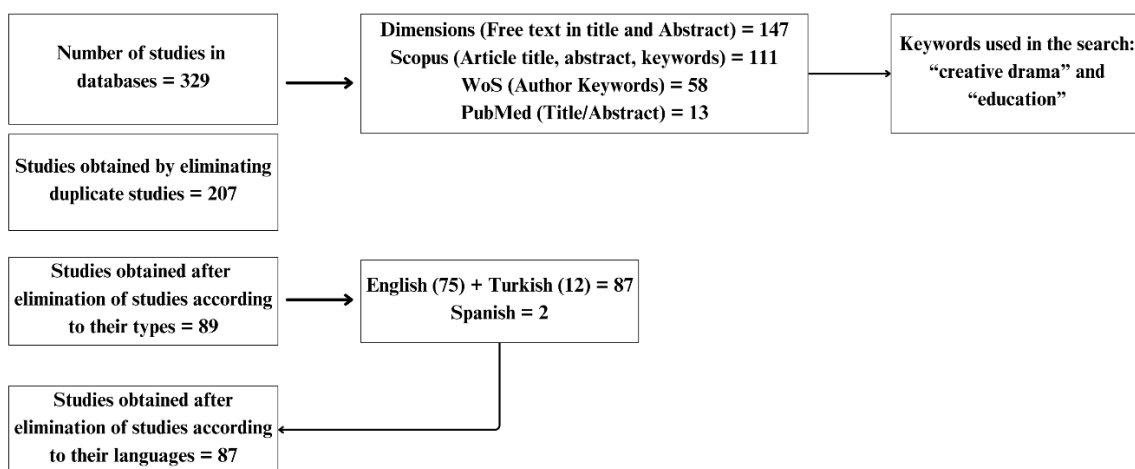 Number of studies in
databases = 329
Dimensions (Free text in title and Abstract) = 147
Scopus (Article title, abstract, keywords) = 111
WoS (Author Keywords) = 58
PubMed (Title/Abstract) = 13
Keywords used in the search:
“creative drama” and
“education”
Studies obtained by eliminating
duplicate studies = 207
Studies obtained after
elimination of studies according
to their types = 89
English (75) + Turkish (12) = 87
Spanish = 2
Studies obtained after
elimination of studies according
to their languages = 87